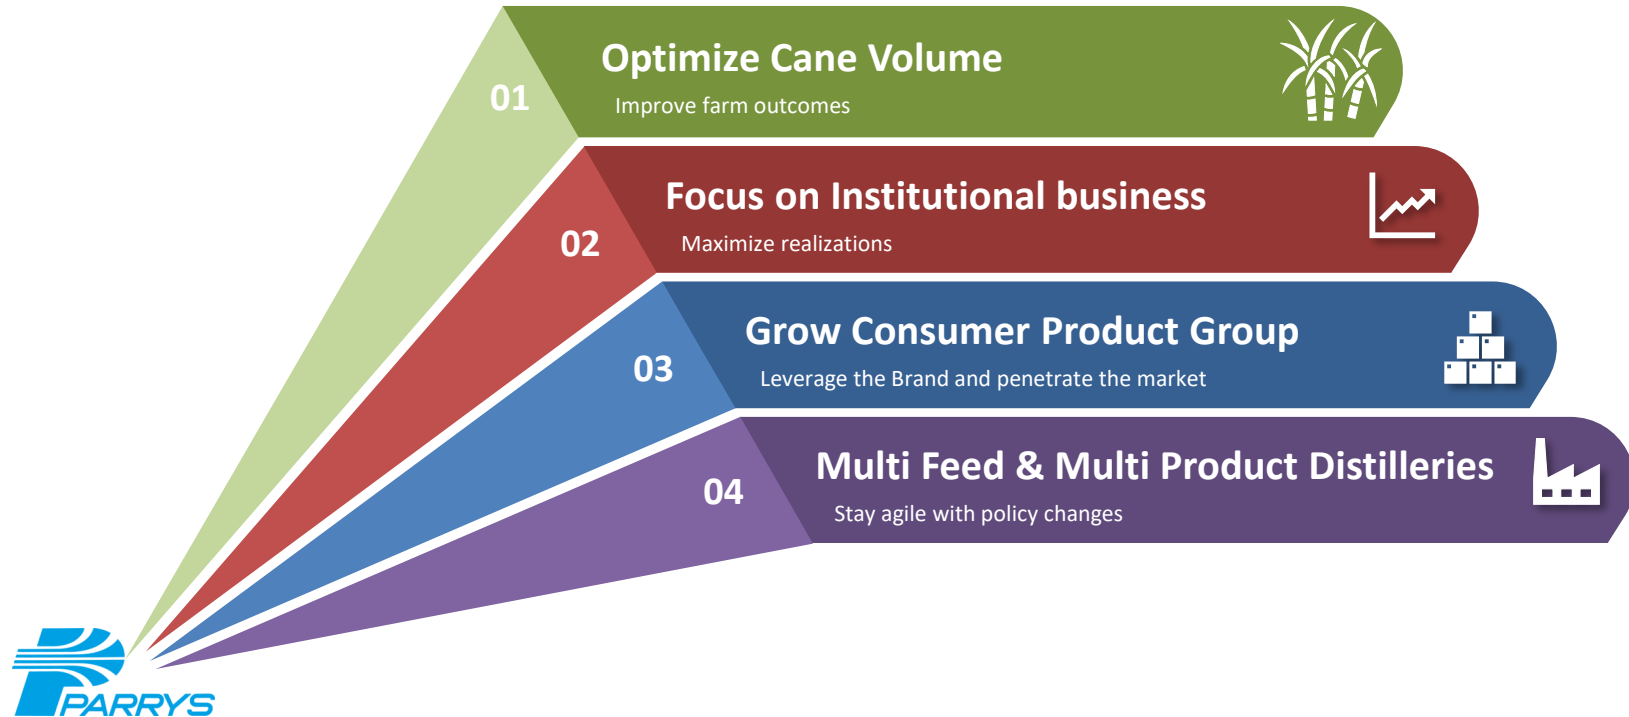 01
Optimize Cane Volume
Improve farm outcomes
02
Focus on Institutional business
Maximize realizations
03
Grow Consumer Product Group
Leverage the Brand and penetrate the market
04
Multi Feed & Multi Product Distilleries
Stay agile with policy changes
PARRYS